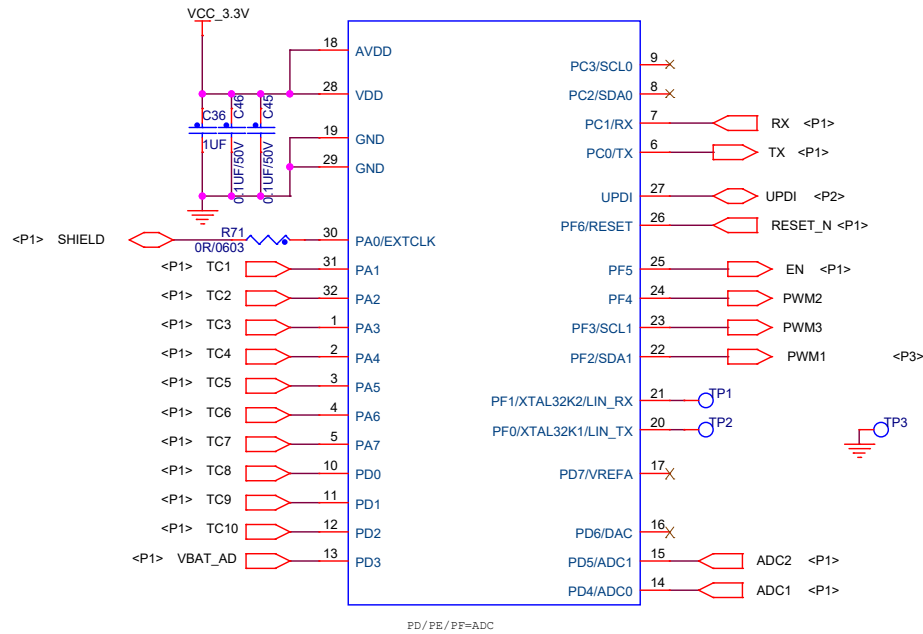 VCC_3.3V
18 AVDD
28 VDD
19 GND
29 GND
C36
1UF
C46
0.1UF/50V
C45
0.1UF/50V
<P1> SHIELD
R71
0R/0603
30 PA0/EXTCLK
<P1> TC1 31 PA1
<P1> TC2 32 PA2
<P1> TC3 1 PA3
<P1> TC4 2 PA4
<P1> TC5 3 PA5
<P1> TC6 4 PA6
<P1> TC7 5 PA7
<P1> TC8 10 PD0
<P1> TC9 11 PD1
<P1> TC10 12 PD2
<P1> VBAT_AD 13 PD3
PC3/SCL0 9
PC2/SDA0 8
PC1/RX 7 RX <P1>
PC0/TX 6 TX <P1>
UPDI 27 UPDI <P2>
PF6/RESET 26 RESET_N <P1>
PF5 25 EN <P1>
PF4 24 PWM2
PF3/SCL1 23 PWM3
PF2/SDA1 22 PWM1 <P3>
PF1/XTAL32K2/LIN_RX 21 TP1
PF0/XTAL32K1/LIN_TX 20 TP2
TP3
PD7/VREFA 17
PD6/DAC 16
PD5/ADC1 15 ADC2 <P1>
PD4/ADC0 14 ADC1 <P1>
PD/PE/PF=ADC